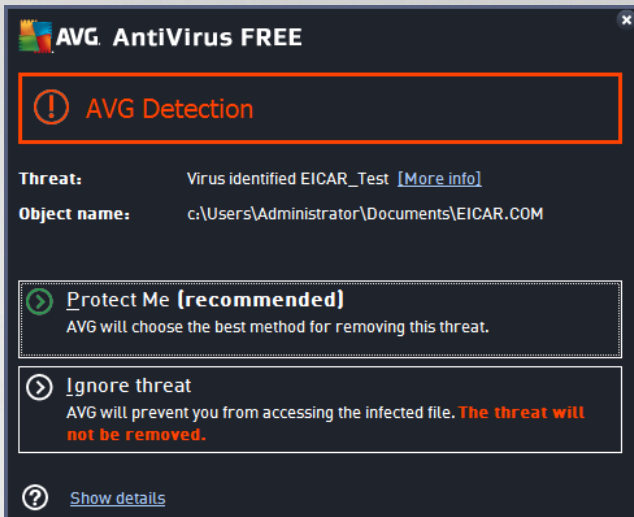 AVG. AntiVirus FREE
AVG Detection
Threat: Virus identified EICAR_Test [More info]
Object name: c:\Users\Administrator\Documents\EICAR.COM
Protect Me (recommended)
AVG will choose the best method for removing this threat.
Ignore threat
AVG will prevent you from accessing the infected file. The threat will
not be removed.
Show details